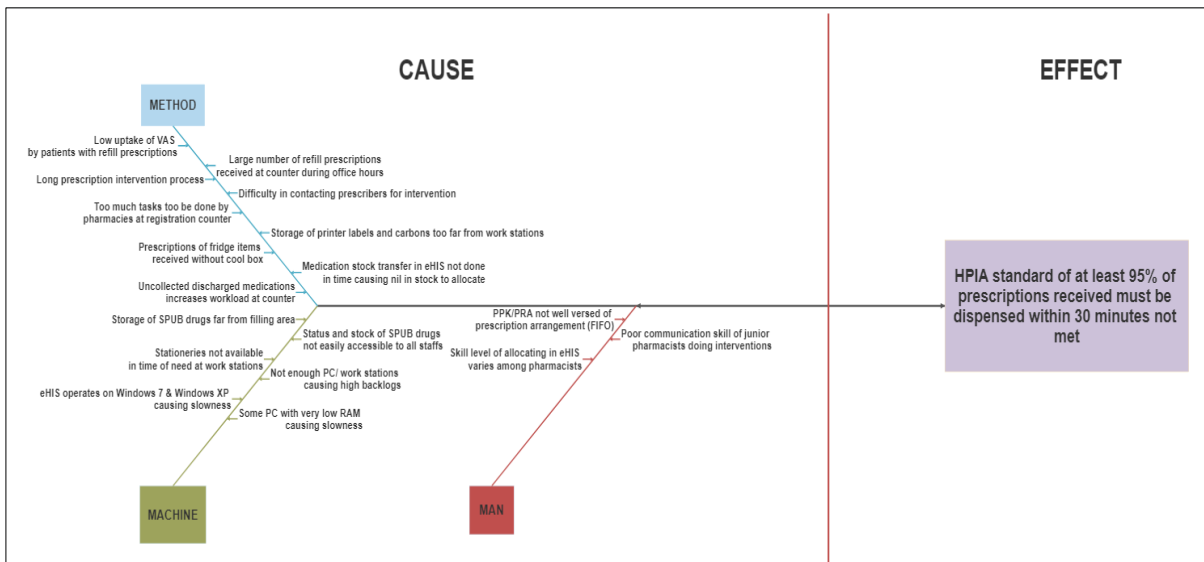 CAUSE
EFFECT
METHOD
Low uptake of VAS
by patients with refill prescriptions
Large number of refill prescriptions
received at counter during office hours
Long prescription intervention process
Difficulty in contacting prescribers for intervention
Too much tasks too be done by
pharmacies at registration counter
Storage of printer labels and carbons too far from work stations
Prescriptions of fridge items
received without cool box
Medication stock transfer in eHIS not done
in time causing nil in stock to allocate
Uncollected discharged medications
increases workload at counter
Storage of SPUB drugs far from filling area
Status and stock of SPUB drugs
not easily accessible to all staffs
Stationeries not available
in time of need at work stations
Not enough PC/ work stations
causing high backlogs
eHIS operates on Windows 7 & Windows XP
causing slowness
Some PC with very low RAM
causing slowness
MACHINE
PPK/PRA not well versed of
prescription arrangement (FIFO)
Poor communication skill of junior
pharmacists doing interventions
Skill level of allocating in eHIS
varies among pharmacists
MAN
HPIA standard of at least 95% of
prescriptions received must be
dispensed within 30 minutes not
met